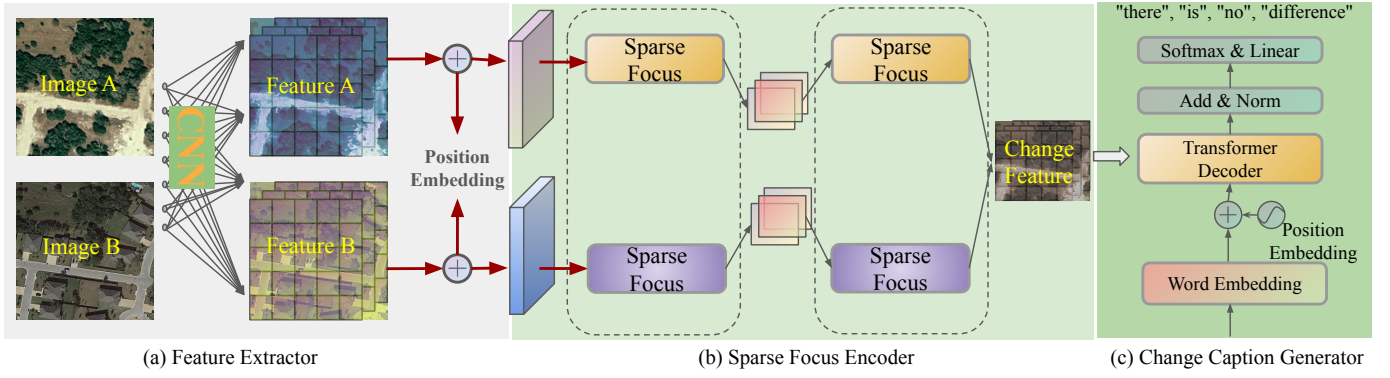 Image A
CNN
Feature A
Image B
Feature B
Position
Embedding
(a) Feature Extractor
Sparse
Focus
Sparse
Focus
Sparse
Focus
Sparse
Focus
Change
Feature
(b) Sparse Focus Encoder
"there", "is", "no", "difference"
Softmax & Linear
Add & Norm
Transformer
Decoder
Position
Embedding
Word Embedding
(c) Change Caption Generator